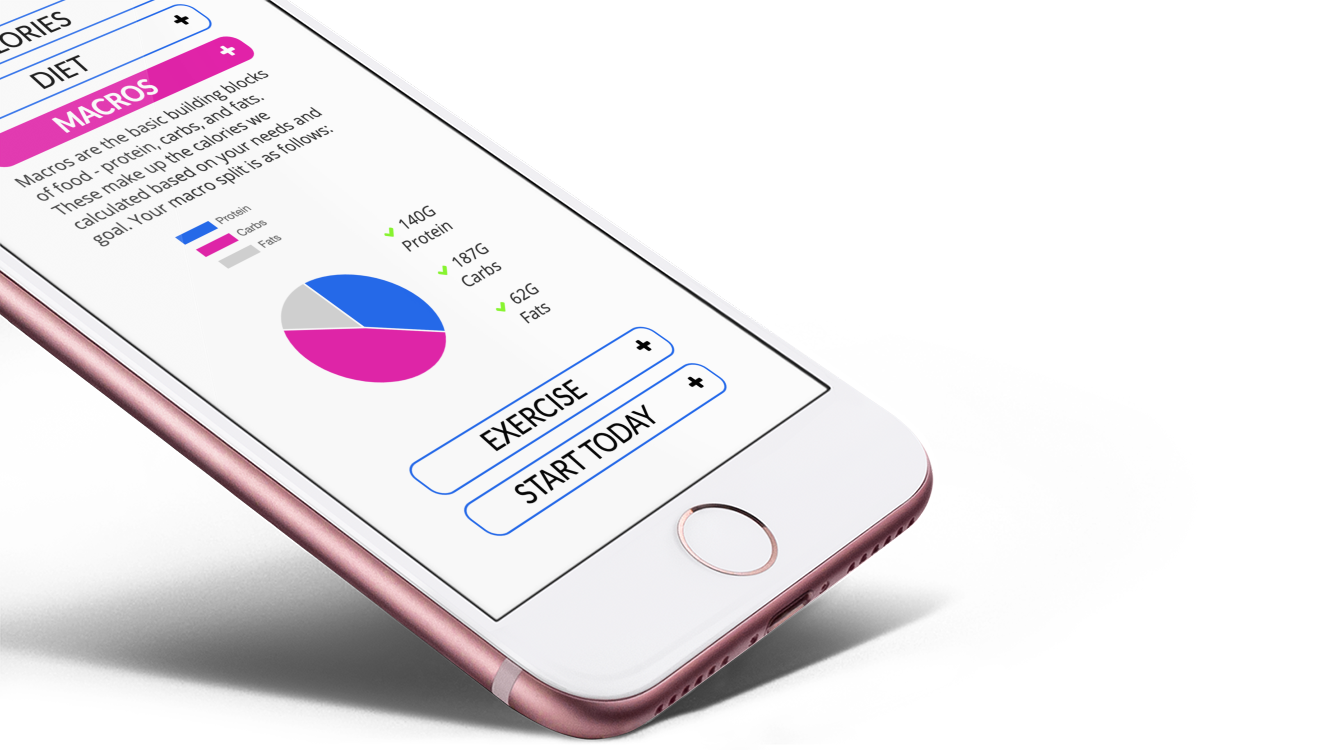 ORIES
DIET
MACROS
Macros are the basic building blocks
of food - protein, carbs, and fats.
These make up the calories we
calculated based on your needs and
goal. Your macro split is as follows:
Protein
Carbs
Fats
140G
Protein
187G
Carbs
62G
Fats
EXERCISE
START TODAY